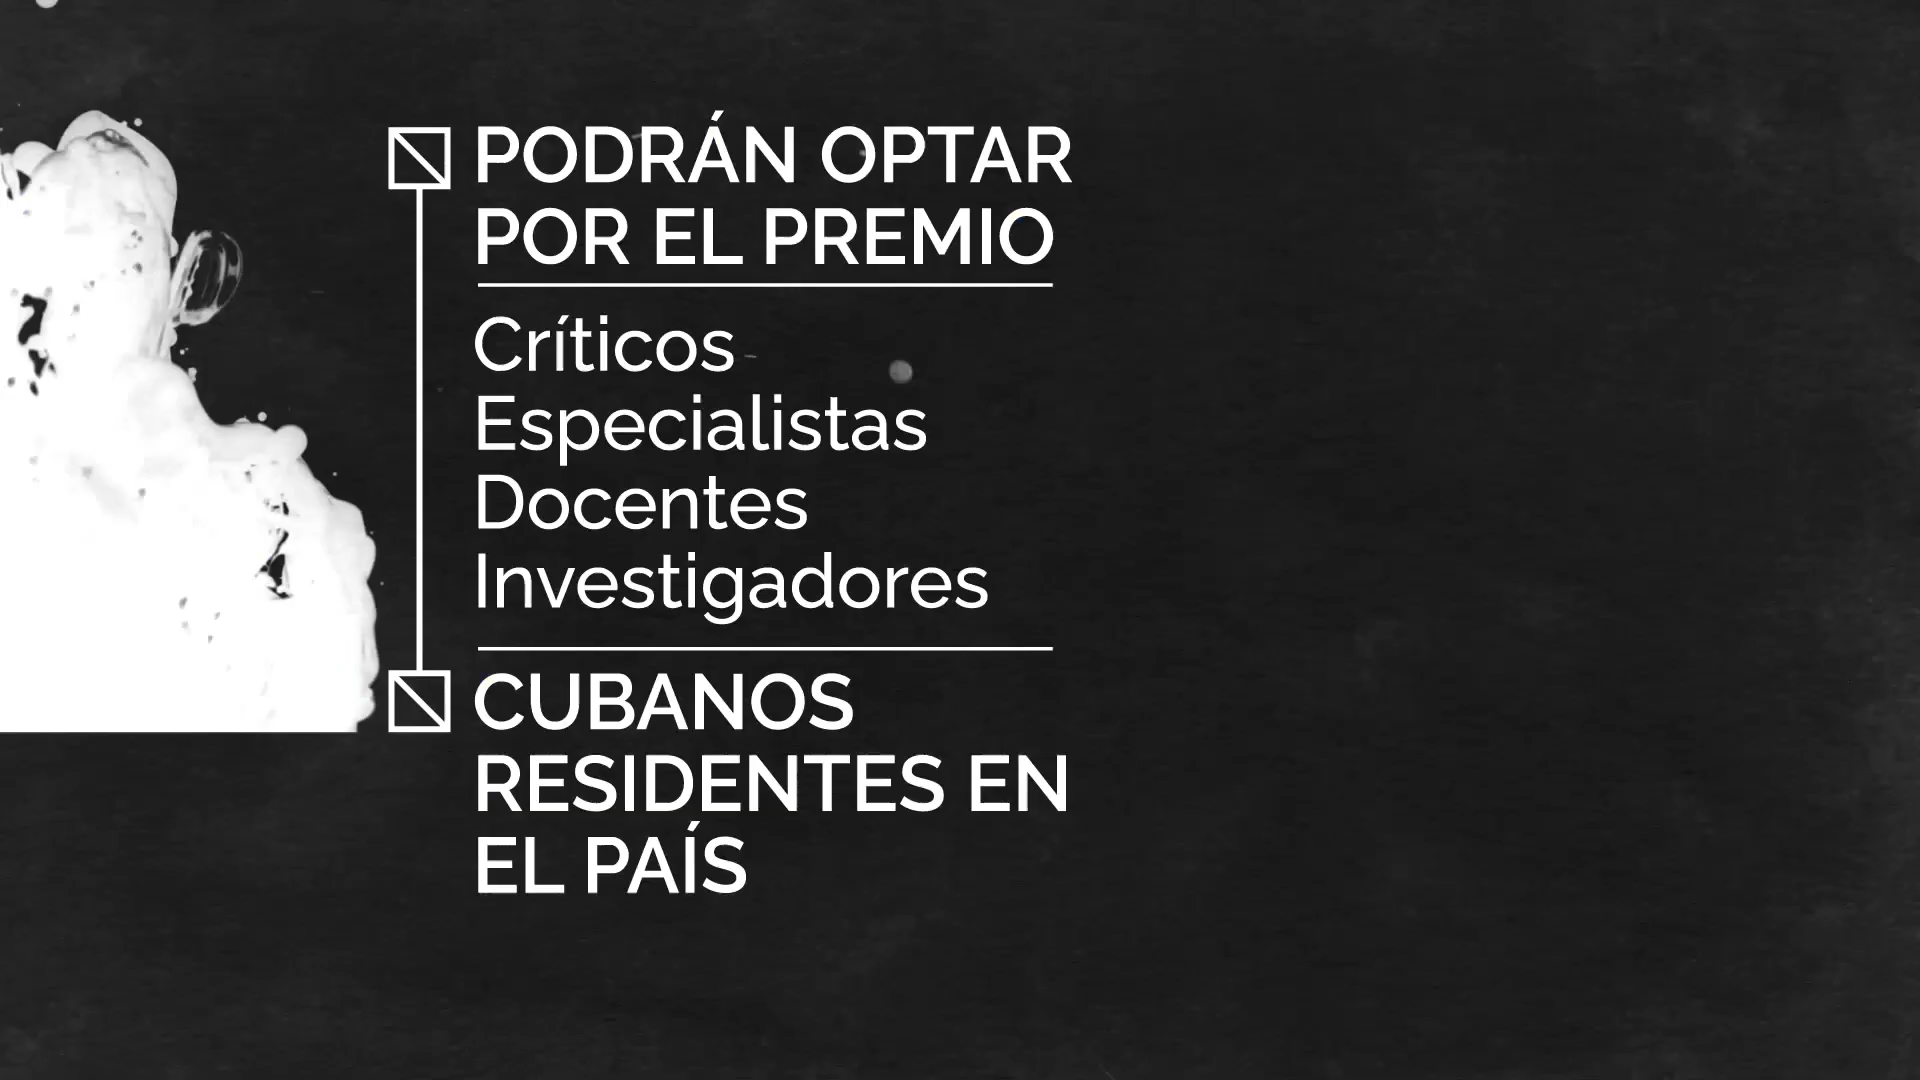 PODRÁN OPTAR
POR EL PREMIO
Críticos
Especialistas
Docentes
Investigadores
CUBANOS
RESIDENTES EN
EL PAÍS